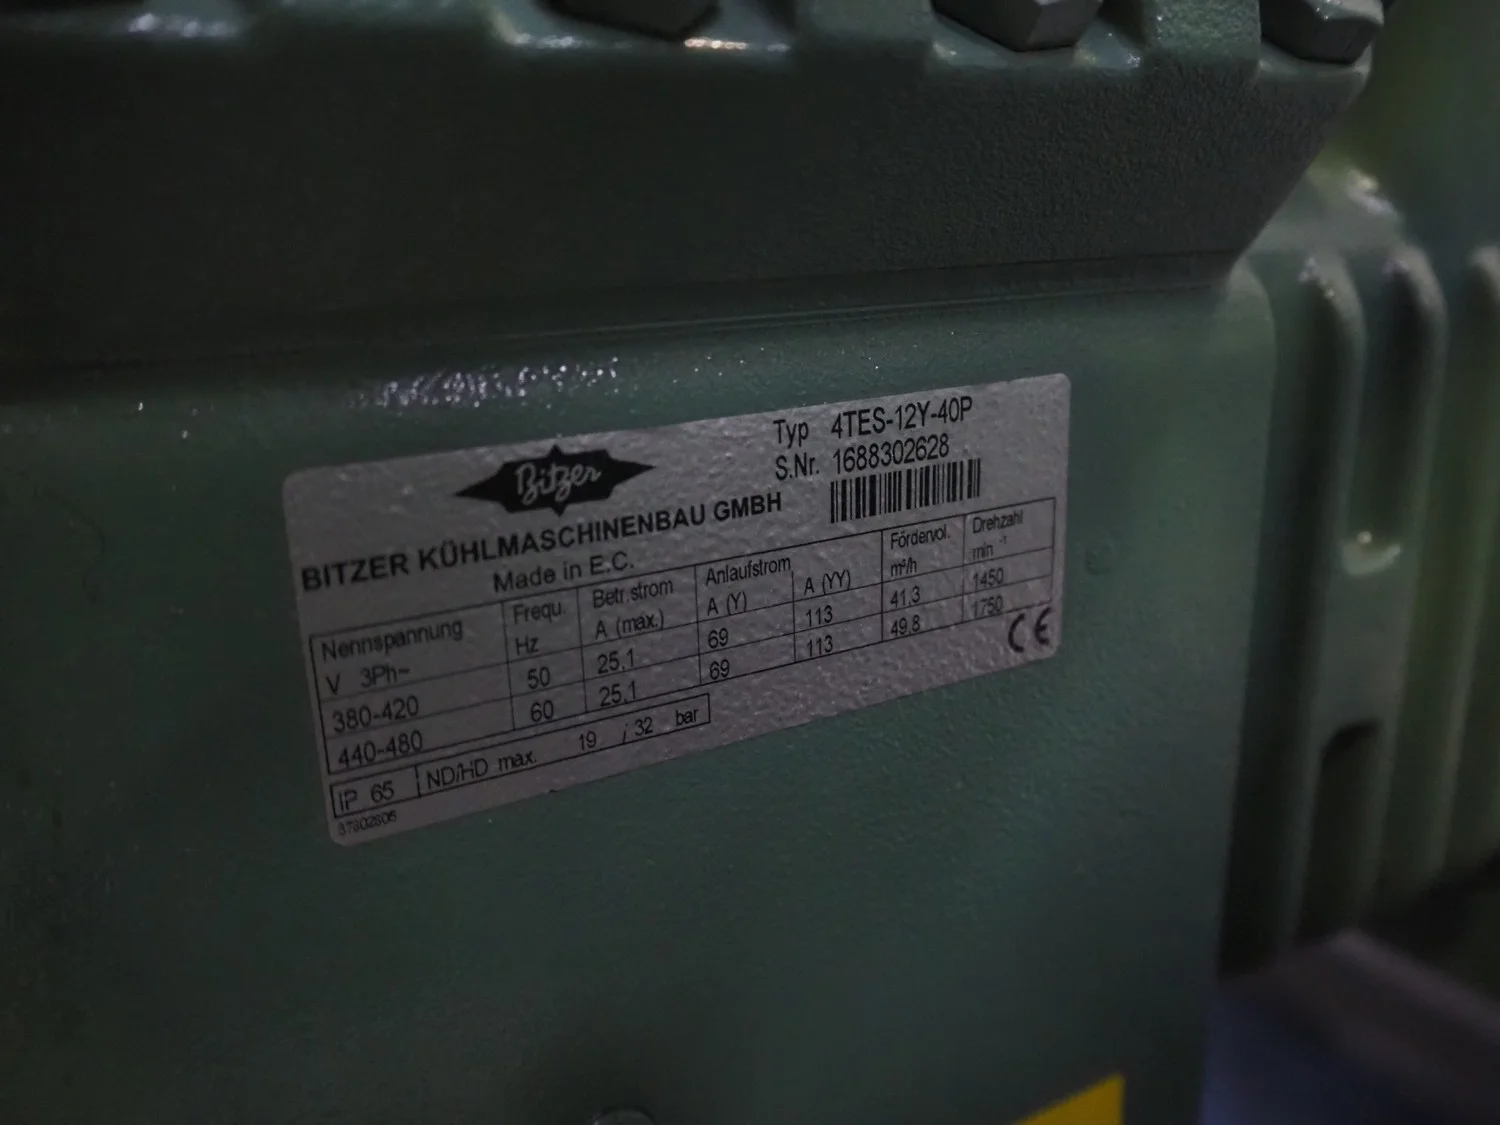 Bitzer
Typ 4TES-12Y-40P
S.Nr. 1688302628
BITZER KÜHLMASCHINENBAU GMBH
Made in E.C.
Nennspannung Frequ. Betr.strom Anlaufstrom Fördervol. Drehzahl
V 3Ph~ Hz A (max.) A (Y) A (YY) m³/h min⁻¹
380-420 50 25,1 69 113 41,3 1450
440-480 60 25,1 69 113 49,8 1750
IP 65 ND/HD max. 19 / 32 bar
CE